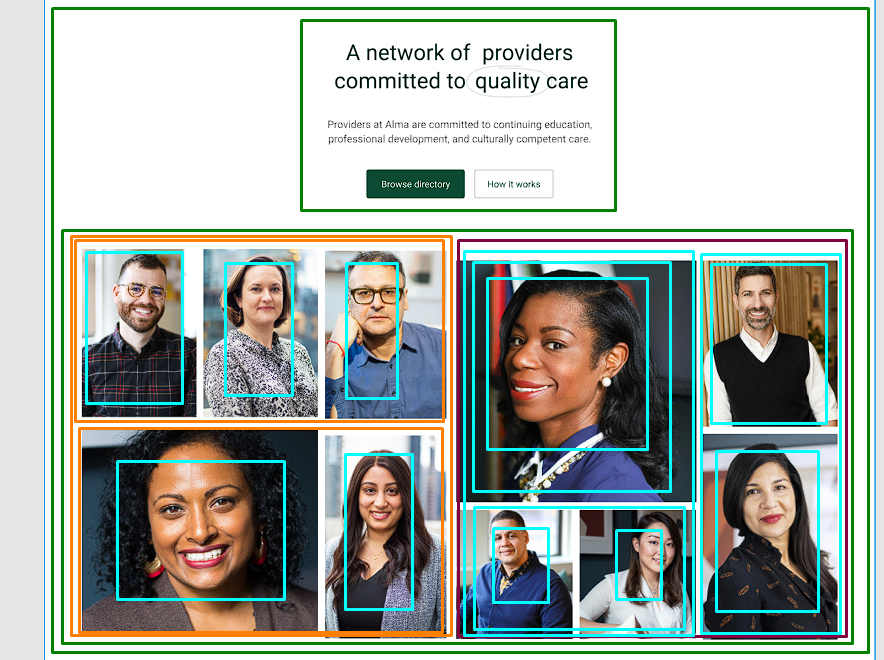 A network of providers
committed to quality care
Providers at Alma are committed to continuing education,
professional development, and culturally competent care.
Browse directory
How it works